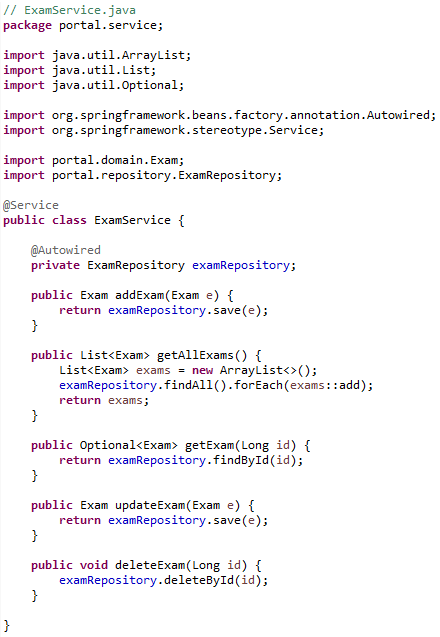 // ExamService.java
package portal.service;

import java.util.ArrayList;
import java.util.List;
import java.util.Optional;

import org.springframework.beans.factory.annotation.Autowired;
import org.springframework.stereotype.Service;

import portal.domain.Exam;
import portal.repository.ExamRepository;

@Service
public class ExamService {

    @Autowired
    private ExamRepository examRepository;

    public Exam addExam(Exam e) {
        return examRepository.save(e);
    }

    public List<Exam> getAllExams() {
        List<Exam> exams = new ArrayList<>();
        examRepository.findAll().forEach(exams::add);
        return exams;
    }

    public Optional<Exam> getExam(Long id) {
        return examRepository.findById(id);
    }

    public Exam updateExam(Exam e) {
        return examRepository.save(e);
    }

    public void deleteExam(Long id) {
        examRepository.deleteById(id);
    }

}